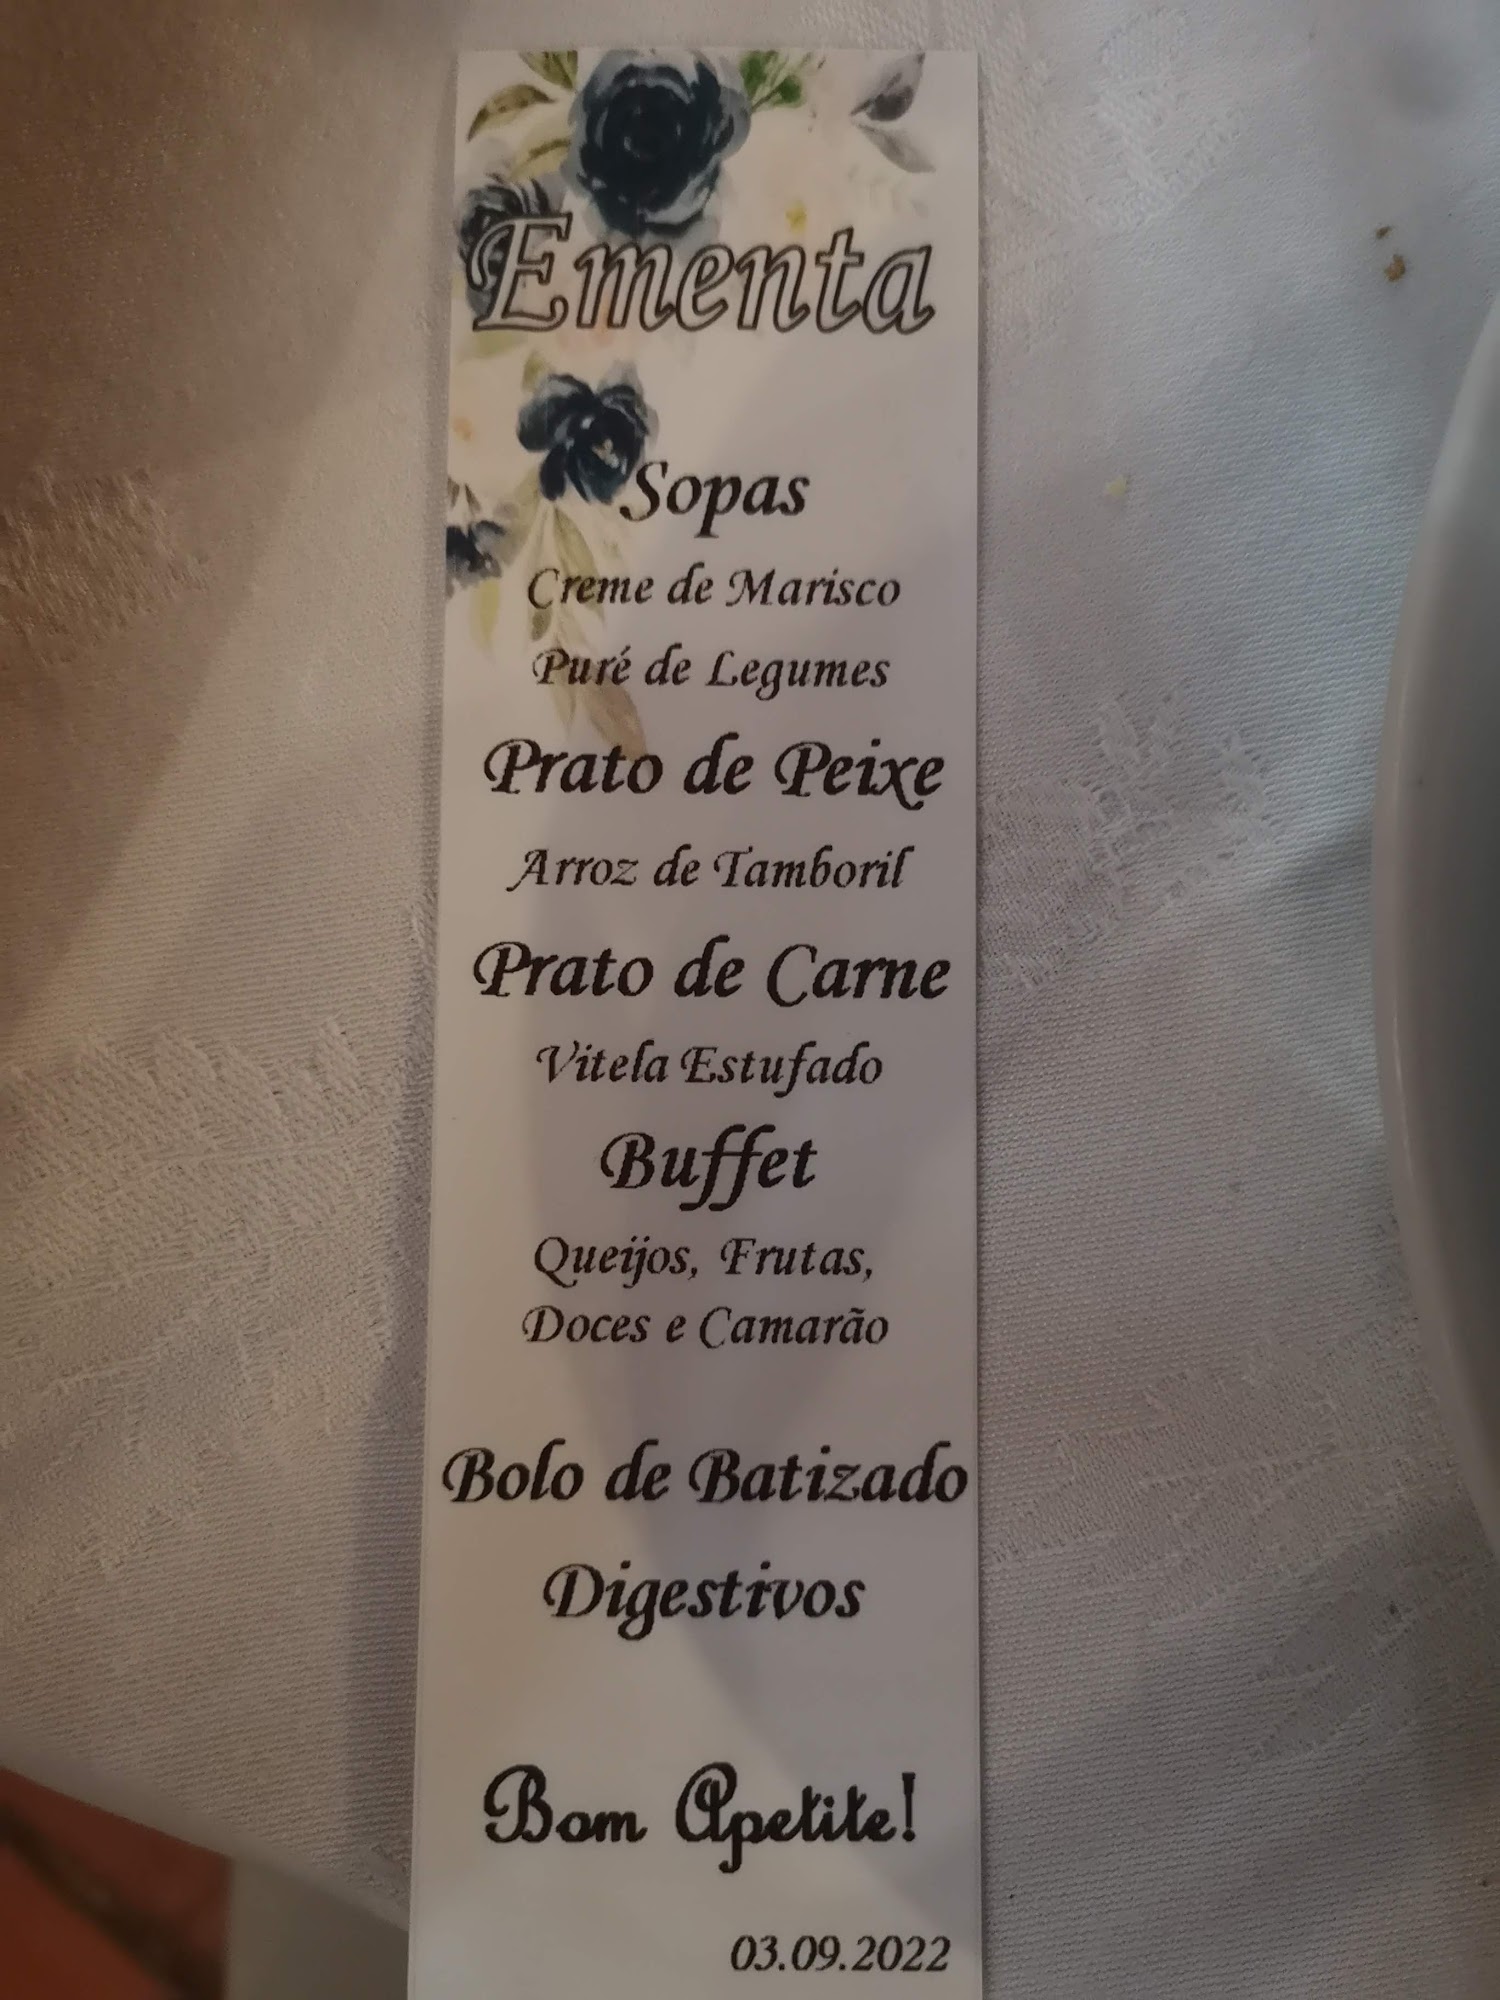 Ementa
Sopas
Creme de Marisco
Puré de Legumes
Prato de Peixe
Arroz de Tamboril
Prato de Carne
Vitela Estufado
Buffet
Queijos, Frutas,
Doces e Camarão
Bolo de Batizado
Digestivos
Bom Apetite!
03.09.2022